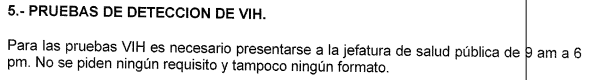 5.- PRUEBAS DE DETECCION DE VIH.
Para las pruebas VIH es necesario presentarse a la jefatura de salud pública de 9 am a 6
pm. No se piden ningún requisito y tampoco ningún formato.